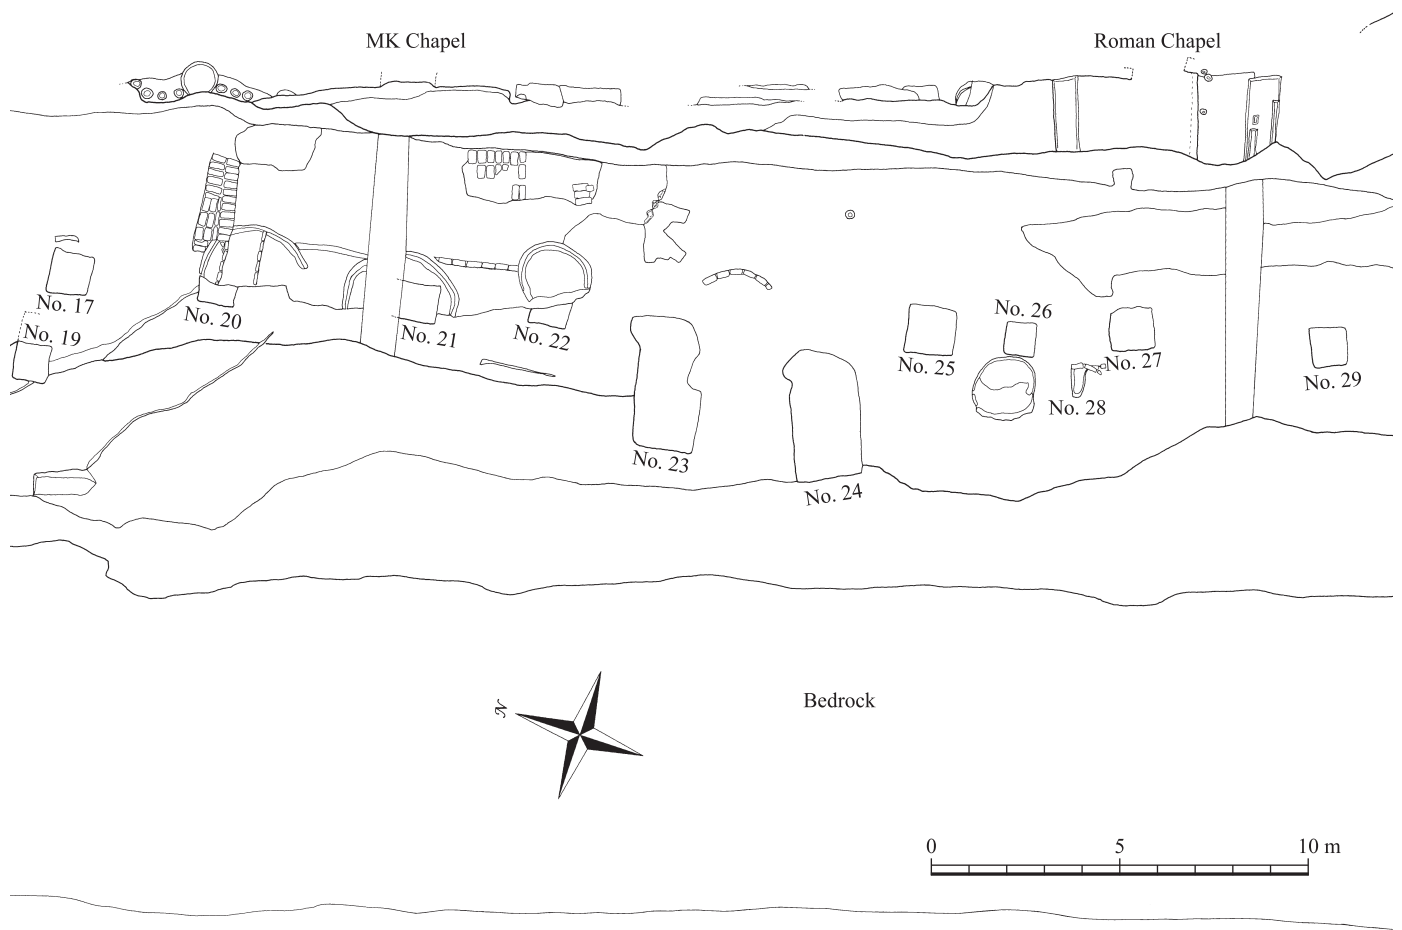 MK Chapel
Roman Chapel
No. 17
No. 19
No. 20
No. 21
No. 22
No. 23
No. 24
No. 25
No. 26
No. 27
No. 28
No. 29
N
Bedrock
0 5 10 m